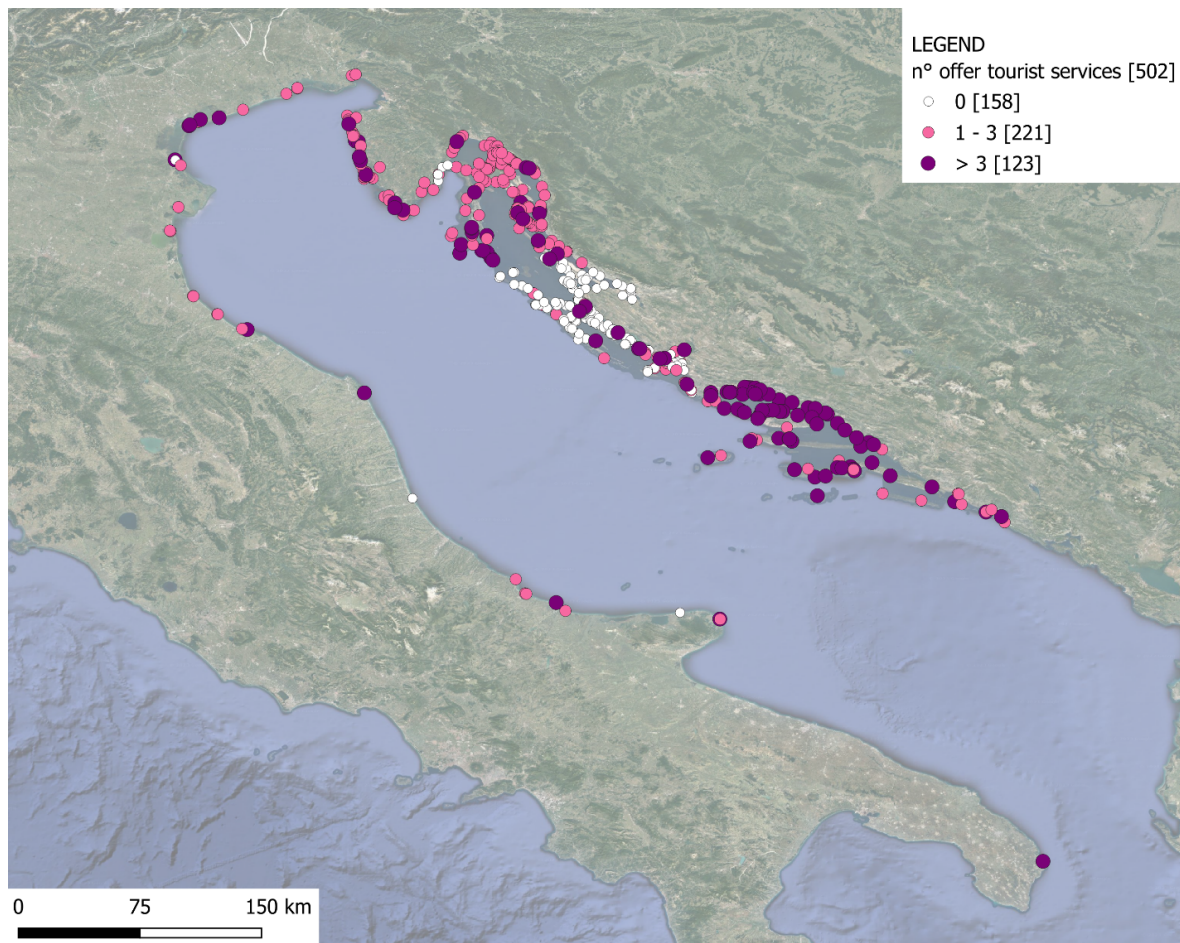 LEGEND
n° offer tourist services [502]
0 [158]
1 - 3 [221]
> 3 [123]
0 75 150 km